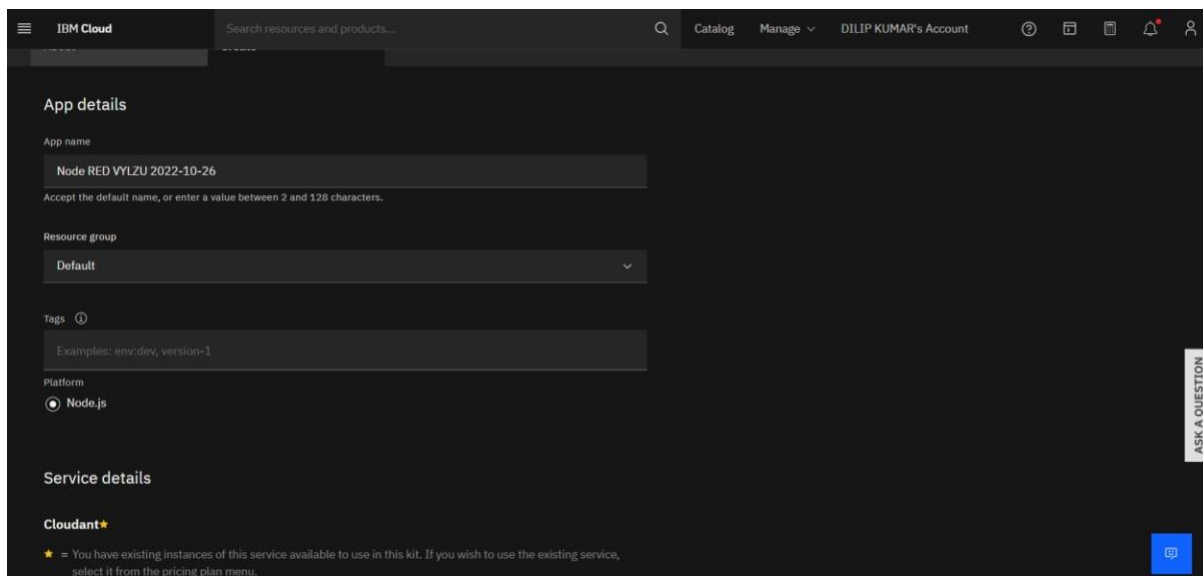 IBM Cloud
Search resources and products...
Catalog
Manage
DILIP KUMAR's Account
App details
App name
Node RED VYLZU 2022-10-26
Accept the default name, or enter a value between 2 and 128 characters.
Resource group
Default
Tags
Examples: env:dev, version-1
Platform
Node.js
ASK A QUESTION
Service details
Cloudant★
★ = You have existing instances of this service available to use in this kit. If you wish to use the existing service,
select it from the pricing plan menu.